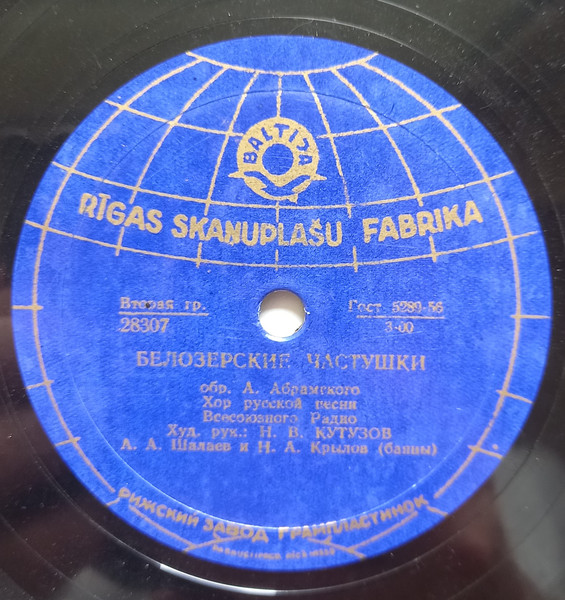 BALTIJA
RĪGAS SKAŅUPLAŠU FABRIKA
Вторая гр.
28307
Гост 5289-56
3-00
БЕЛОЗЕРСКИЕ ЧАСТУШКИ
обр. А. Абрамского
Хор русской песни
Всесоюзного Радио
Худ. рук.: Н. В. КУТУЗОВ
А. А. Шалаев и Н. А. Крылов (баяны)
РИЖСКИЙ ЗАВОД ГРАМПЛАСТИНОК